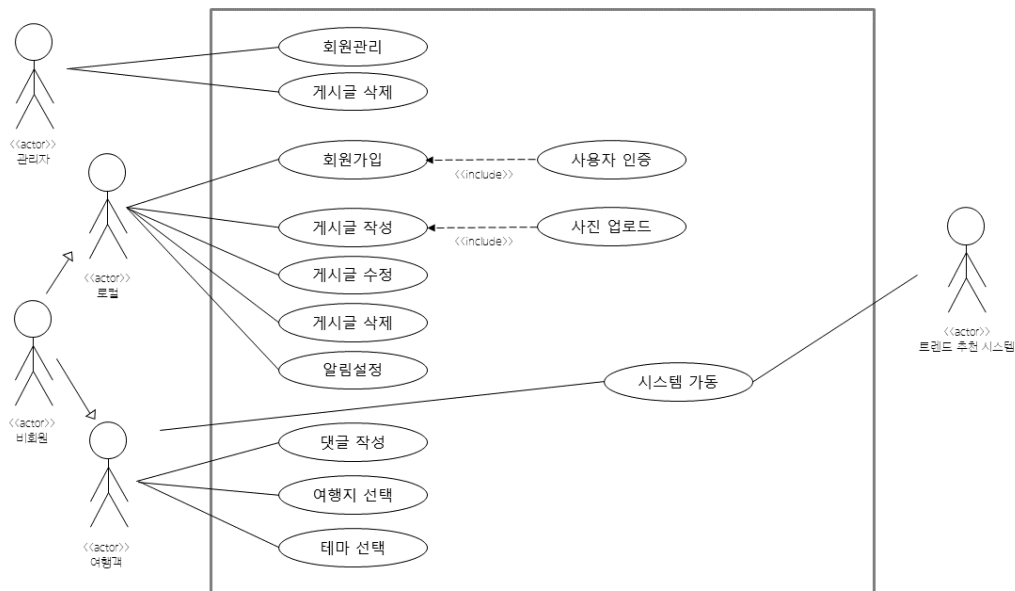 회원관리
게시글 삭제
<<actor>>
관리자
회원가입
<<include>>
사용자 인증
게시글 작성
<<include>>
사진 업로드
게시글 수정
게시글 삭제
알림설정
<<actor>>
로컬
<<actor>>
비회원
시스템 가동
<<actor>>
트렌드 추천 시스템
댓글 작성
여행지 선택
테마 선택
<<actor>>
여행객